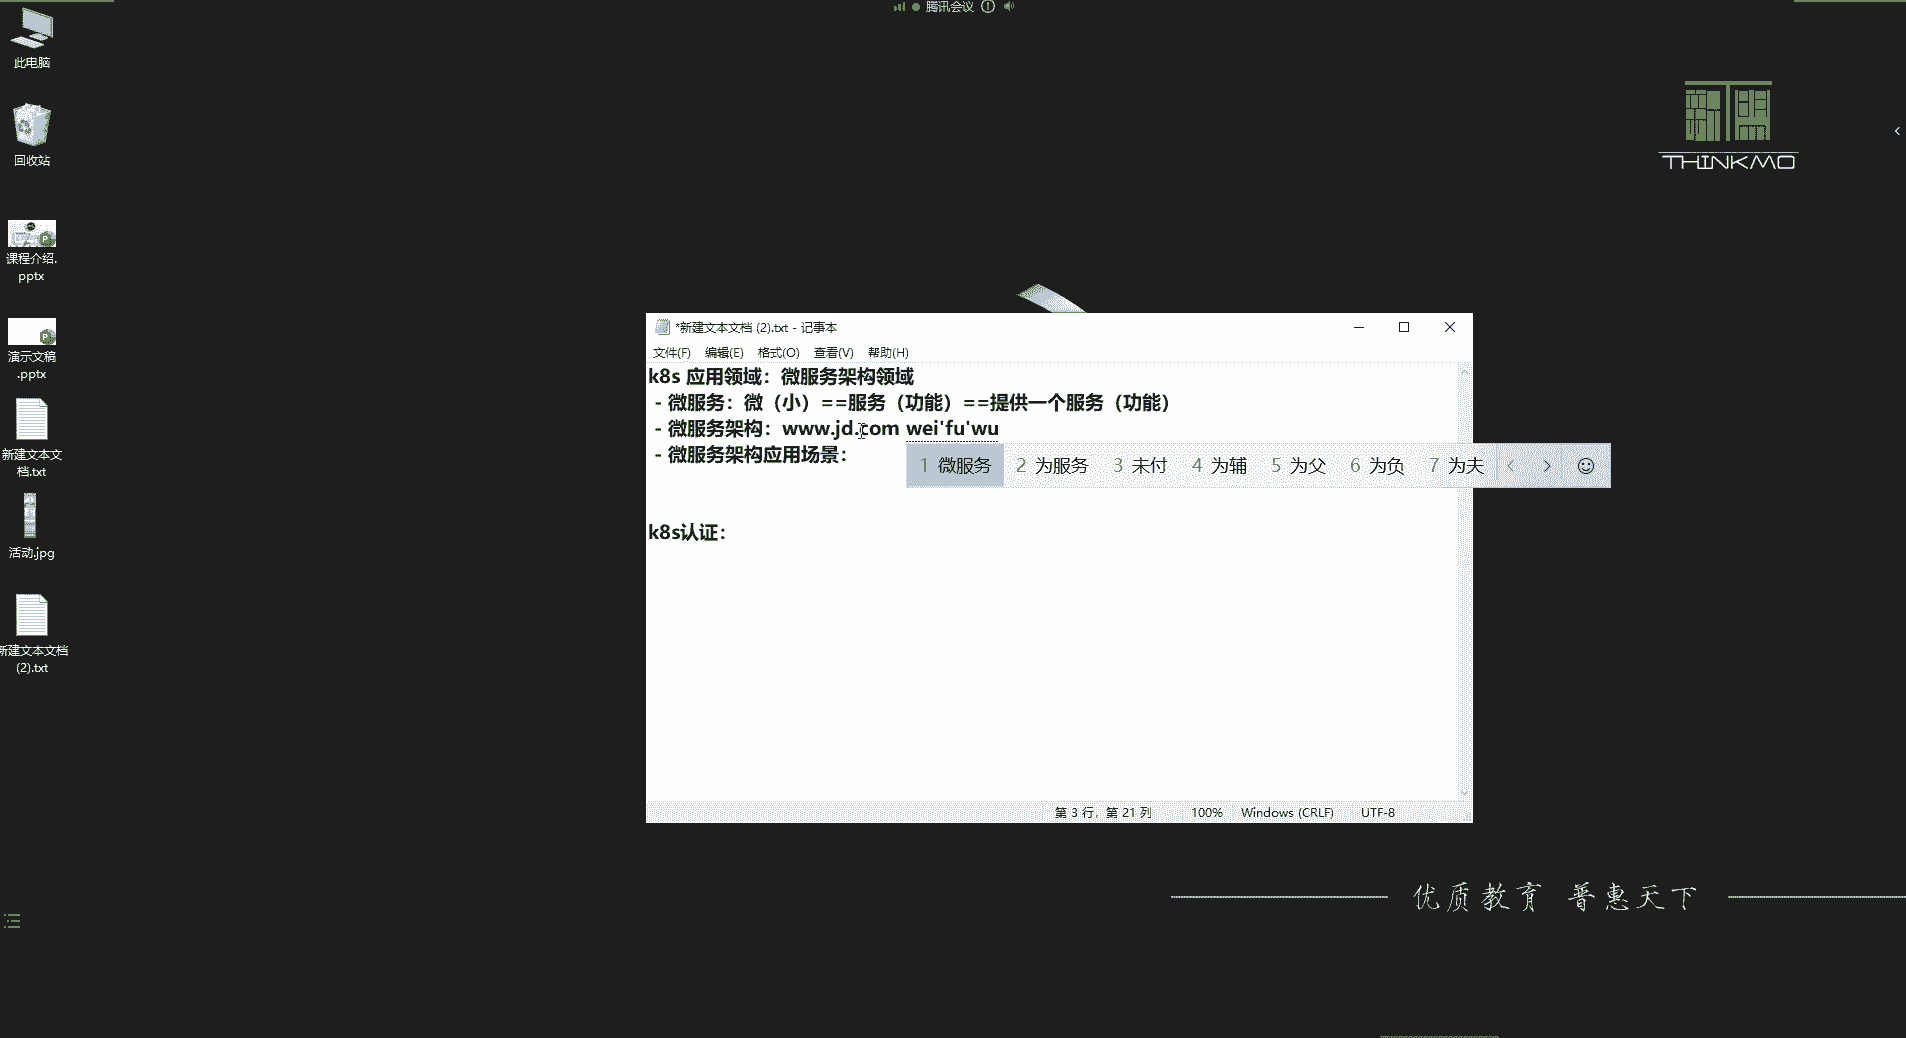 腾讯会议
此电脑
回收站
课程介绍.
pptx
演示文稿
.pptx
新建文本文
档.txt
活动.jpg
新建文本文档
(2).txt
THINKMO
*新建文本文档 (2).txt - 记事本
文件(F) 编辑(E) 格式(O) 查看(V) 帮助(H)
k8s 应用领域：微服务架构领域
- 微服务：微（小）==服务（功能）==提供一个服务（功能）
- 微服务架构：www.jd.com wei'fu'wu
- 微服务架构应用场景：
1 微服务 2 为服务 3 未付 4 为辅 5 为父 6 为负 7 为夫
k8s认证：
第 3 行，第 21 列 100% Windows (CRLF) UTF-8
优质教育 普惠天下